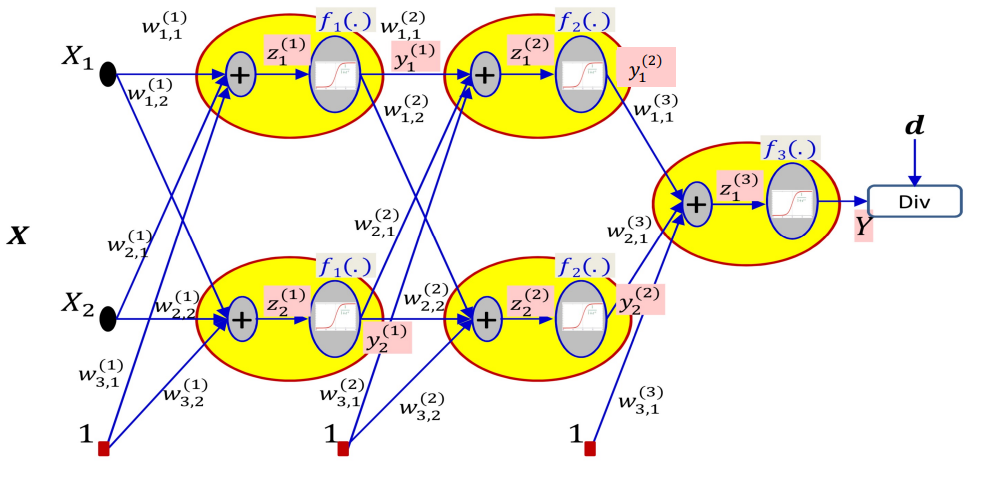 w_{1,1}^{(1)} f_1(.) w_{1,1}^{(2)} f_2(.)
X_1 + z_1^{(1)} y_1^{(1)} + z_1^{(2)} y_1^{(2)}
w_{1,2}^{(1)} w_{1,2}^{(2)} w_{1,1}^{(3)}
d
f_3(.)
+ z_1^{(3)} Div
X w_{2,1}^{(1)} w_{2,1}^{(2)} w_{2,1}^{(3)} Y
f_1(.) f_2(.)
X_2 w_{2,2}^{(1)} + z_2^{(1)} w_{2,2}^{(2)} + z_2^{(2)} y_2^{(2)}
y_2^{(1)}
w_{3,1}^{(1)} w_{3,2}^{(1)} w_{3,1}^{(2)} w_{3,2}^{(2)} w_{3,1}^{(3)}
1 1 1